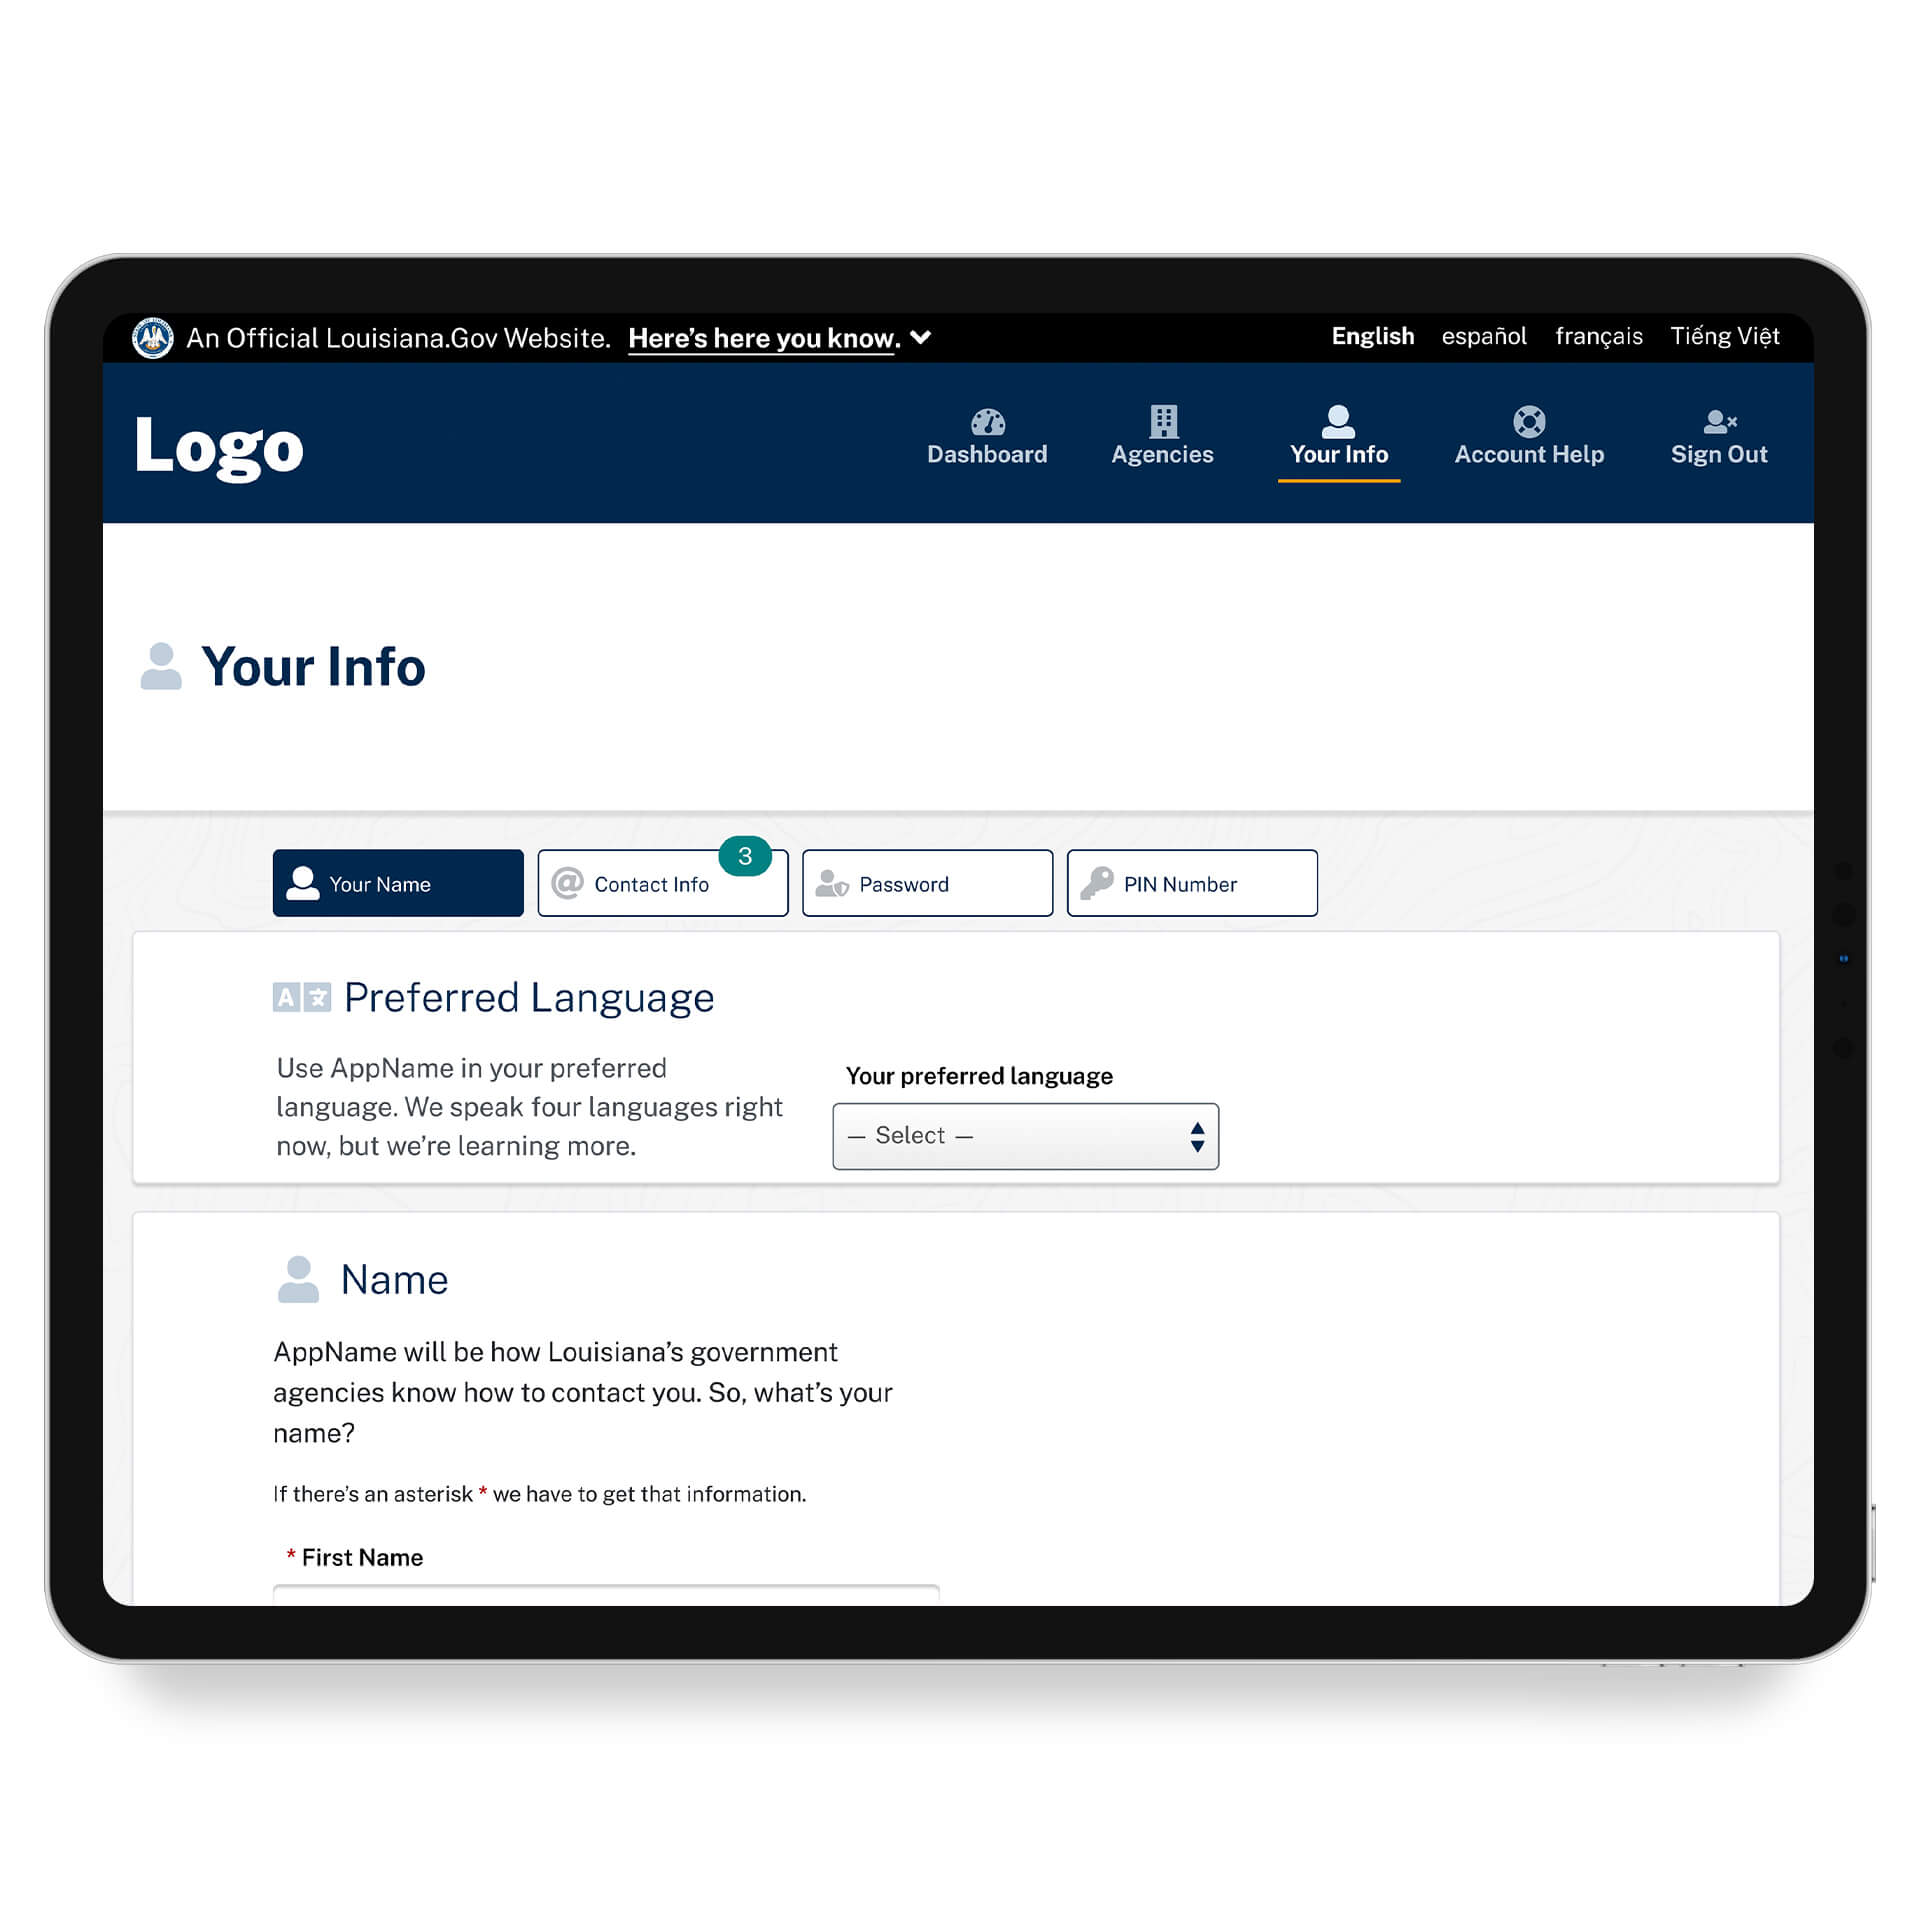 An Official Louisiana.Gov Website. Here’s here you know.
English español français Tiếng Việt
Logo
Dashboard Agencies Your Info Account Help Sign Out
Your Info
Your Name Contact Info 3 Password PIN Number
Preferred Language
Use AppName in your preferred
language. We speak four languages right
now, but we’re learning more.
Your preferred language
— Select —
Name
AppName will be how Louisiana’s government
agencies know how to contact you. So, what’s your
name?
If there’s an asterisk * we have to get that information.
* First Name